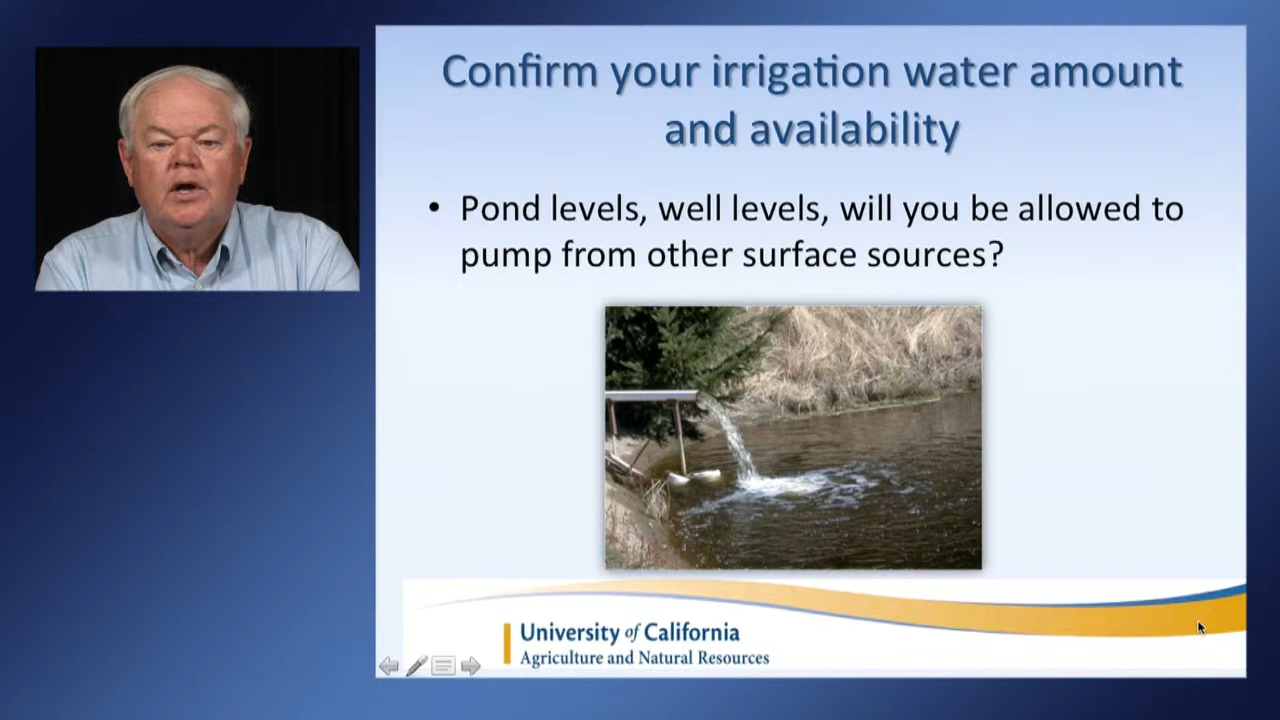 Confirm your irrigation water amount
and availability
• Pond levels, well levels, will you be allowed to
pump from other surface sources?
University of California
Agriculture and Natural Resources